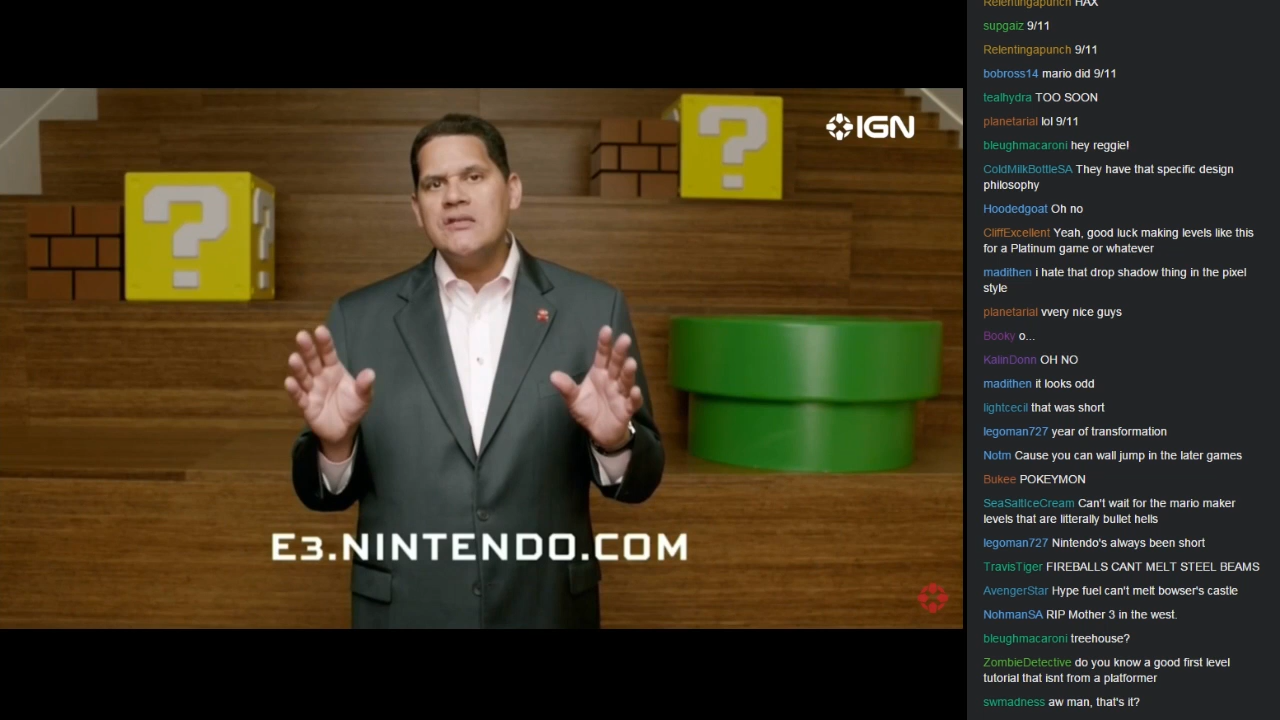 ?
?
?
IGN
E3.NINTENDO.COM
Relentingapunch HAX
supgaiz 9/11
Relentingapunch 9/11
bobross14 mario did 9/11
tealhydra TOO SOON
planetarial lol 9/11
bleughmacaroni hey reggie!
ColdMilkBottleSA They have that specific design
philosophy
Hoodedgoat Oh no
CliffExcellent Yeah, good luck making levels like this
for a Platinum game or whatever
madithen i hate that drop shadow thing in the pixel
style
planetarial vvery nice guys
Booky o...
KalinDonn OH NO
madithen it looks odd
lightcecil that was short
legoman727 year of transformation
Notm Cause you can wall jump in the later games
Bukee POKEYMON
SeaSaltIceCream Can't wait for the mario maker
levels that are litterally bullet hells
legoman727 Nintendo's always been short
TravisTiger FIREBALLS CANT MELT STEEL BEAMS
AvengerStar Hype fuel can't melt bowser's castle
NohmanSA RIP Mother 3 in the west.
bleughmacaroni treehouse?
ZombieDetective do you know a good first level
tutorial that isnt from a platformer
swmadness aw man, that's it?